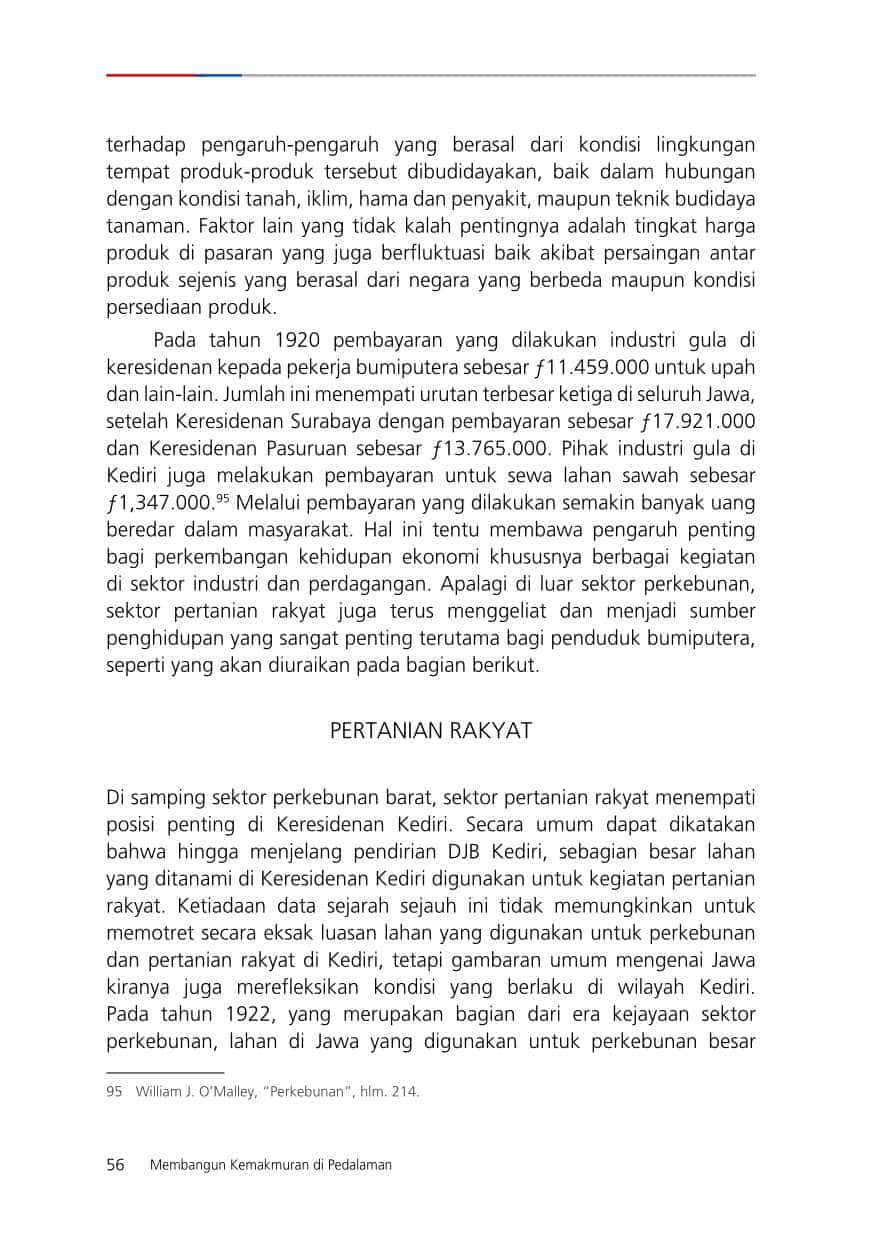 terhadap pengaruh-pengaruh yang berasal dari kondisi lingkungan
tempat produk-produk tersebut dibudidayakan, baik dalam hubungan
dengan kondisi tanah, iklim, hama dan penyakit, maupun teknik budidaya
tanaman. Faktor lain yang tidak kalah pentingnya adalah tingkat harga
produk di pasaran yang juga berfluktuasi baik akibat persaingan antar
produk sejenis yang berasal dari negara yang berbeda maupun kondisi
persediaan produk.
Pada tahun 1920 pembayaran yang dilakukan industri gula di
keresidenan kepada pekerja bumiputera sebesar ƒ11.459.000 untuk upah
dan lain-lain. Jumlah ini menempati urutan terbesar ketiga di seluruh Jawa,
setelah Keresidenan Surabaya dengan pembayaran sebesar ƒ17.921.000
dan Keresidenan Pasuruan sebesar ƒ13.765.000. Pihak industri gula di
Kediri juga melakukan pembayaran untuk sewa lahan sawah sebesar
ƒ1,347.000.95 Melalui pembayaran yang dilakukan semakin banyak uang
beredar dalam masyarakat. Hal ini tentu membawa pengaruh penting
bagi perkembangan kehidupan ekonomi khususnya berbagai kegiatan
di sektor industri dan perdagangan. Apalagi di luar sektor perkebunan,
sektor pertanian rakyat juga terus menggeliat dan menjadi sumber
penghidupan yang sangat penting terutama bagi penduduk bumiputera,
seperti yang akan diuraikan pada bagian berikut.
PERTANIAN RAKYAT
Di samping sektor perkebunan barat, sektor pertanian rakyat menempati
posisi penting di Keresidenan Kediri. Secara umum dapat dikatakan
bahwa hingga menjelang pendirian DJB Kediri, sebagian besar lahan
yang ditanami di Keresidenan Kediri digunakan untuk kegiatan pertanian
rakyat. Ketiadaan data sejarah sejauh ini tidak memungkinkan untuk
memotret secara eksak luasan lahan yang digunakan untuk perkebunan
dan pertanian rakyat di Kediri, tetapi gambaran umum mengenai Jawa
kiranya juga merefleksikan kondisi yang berlaku di wilayah Kediri.
Pada tahun 1922, yang merupakan bagian dari era kejayaan sektor
perkebunan, lahan di Jawa yang digunakan untuk perkebunan besar
95 William J. O'Malley, "Perkebunan", hlm. 214.
56 Membangun Kemakmuran di Pedalaman